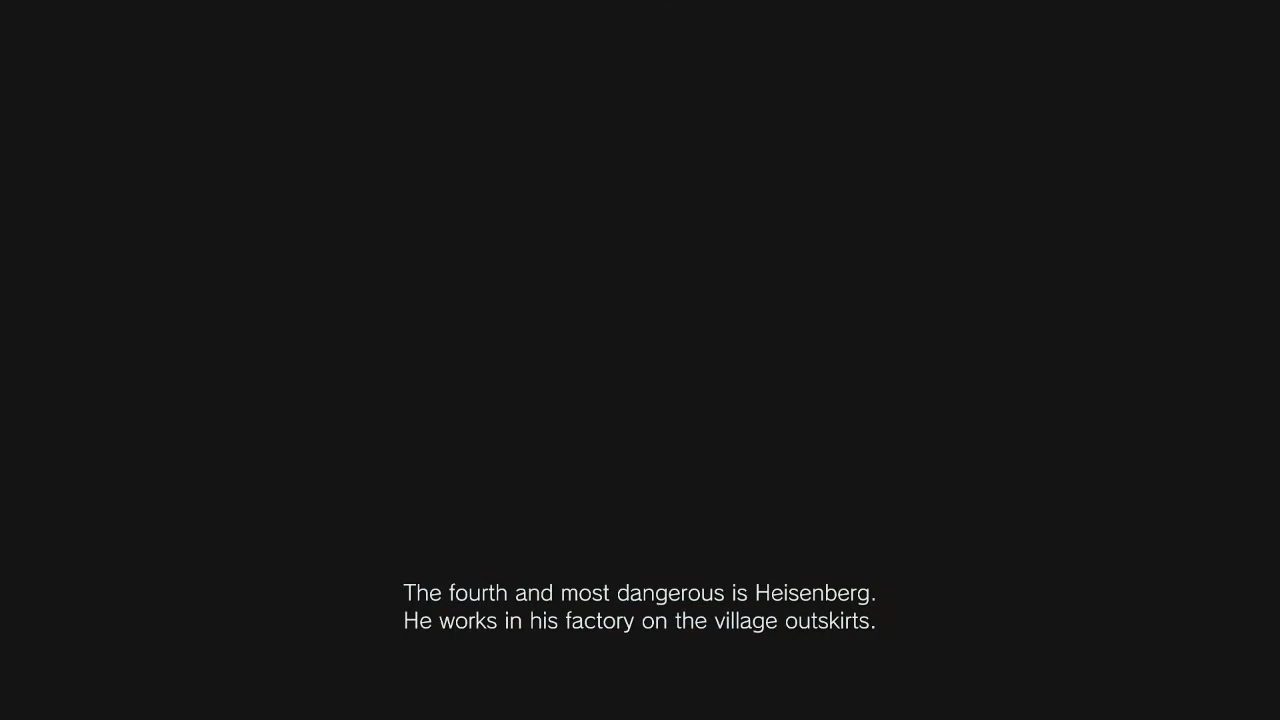 The fourth and most dangerous is Heisenberg.
He works in his factory on the village outskirts.